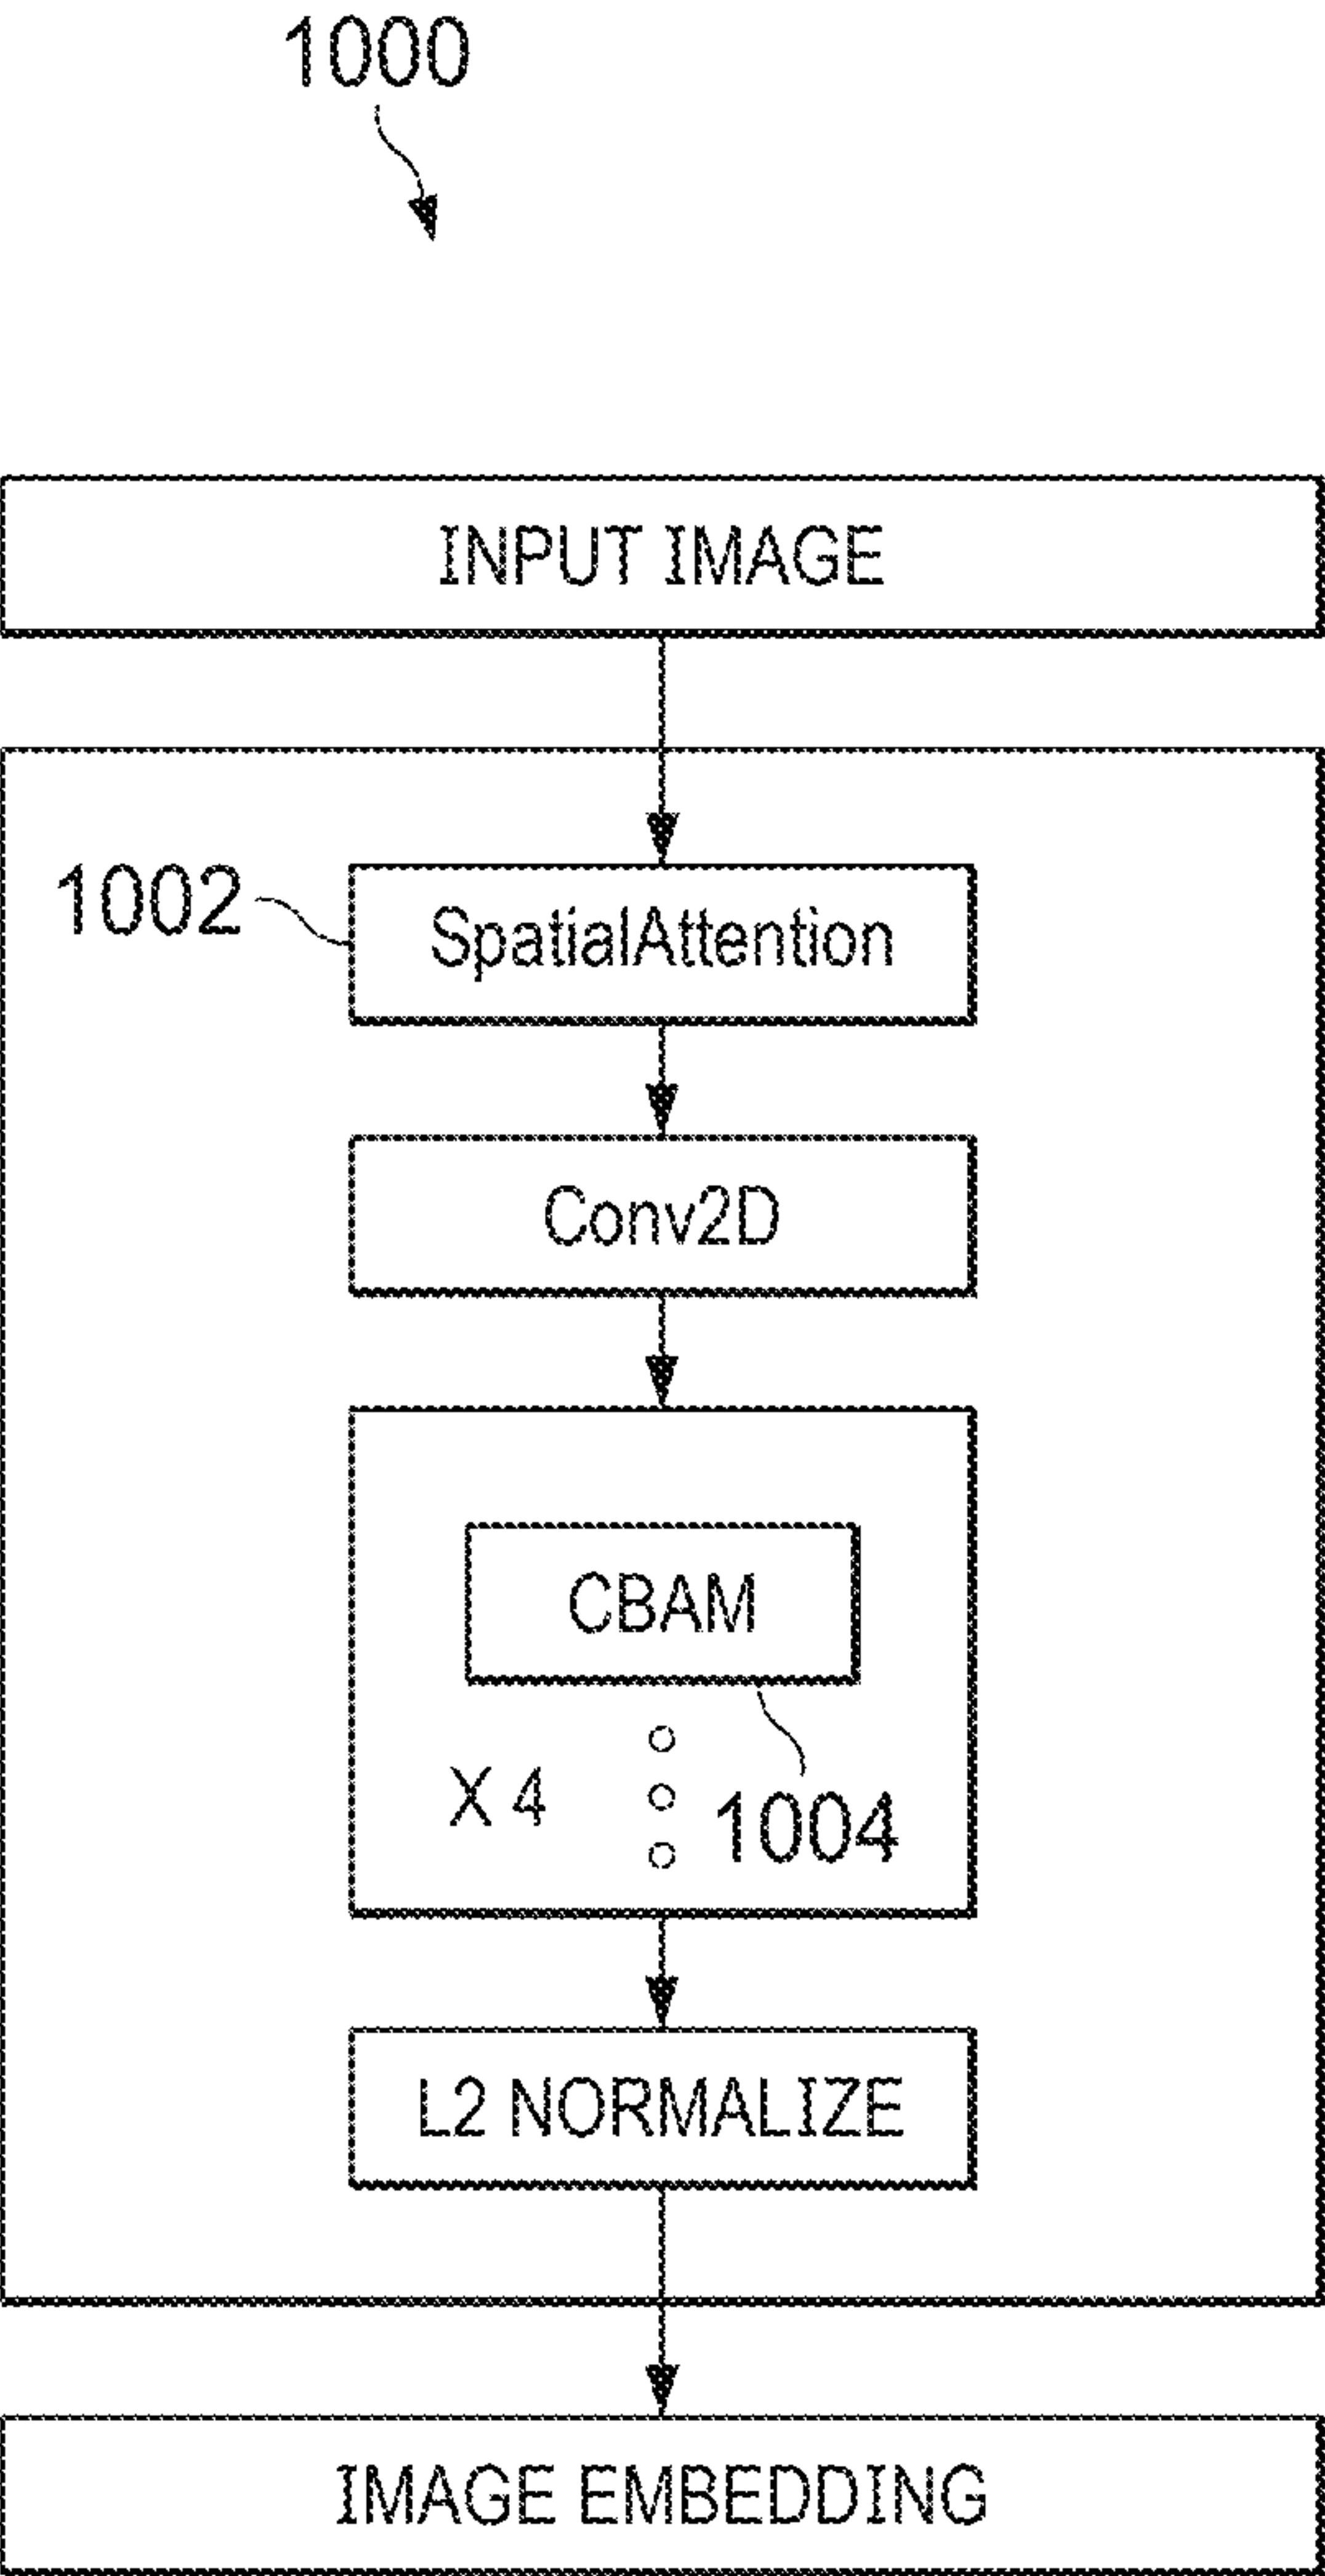 1000
INPUT IMAGE
1002
SpatialAttention
Conv2D
CBAM
X 4
1004
L2 NORMALIZE
IMAGE EMBEDDING